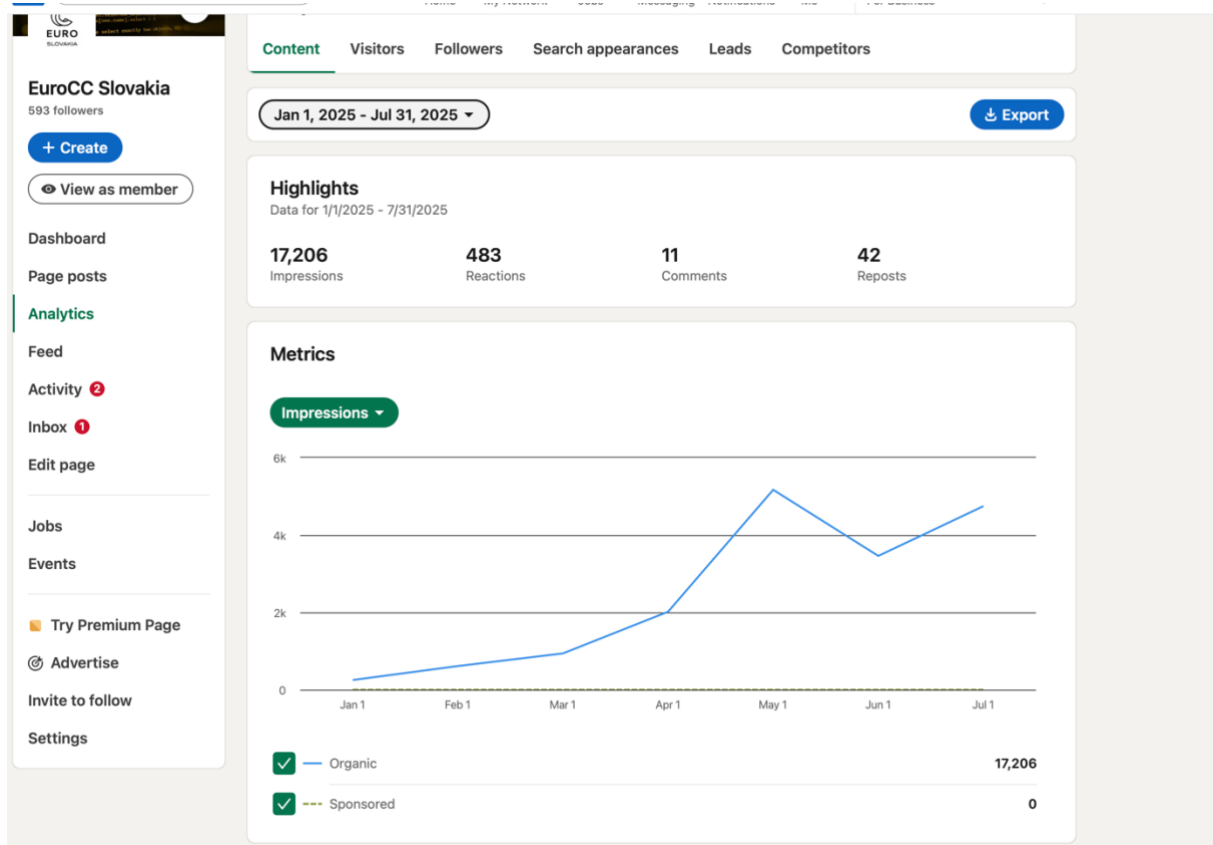 Content Visitors Followers Search appearances Leads Competitors
EURO
SLOVAKIA
EuroCC Slovakia
593 followers
+ Create
View as member
Dashboard
Page posts
Analytics
Feed
Activity 2
Inbox 1
Edit page
Jobs
Events
Try Premium Page
Advertise
Invite to follow
Settings
Jan 1, 2025 - Jul 31, 2025
Export
Highlights
Data for 1/1/2025 - 7/31/2025
17,206 483 11 42
Impressions Reactions Comments Reposts
Metrics
Impressions
6k
4k
2k
0
Jan 1 Feb 1 Mar 1 Apr 1 May 1 Jun 1 Jul 1
Organic 17,206
Sponsored 0